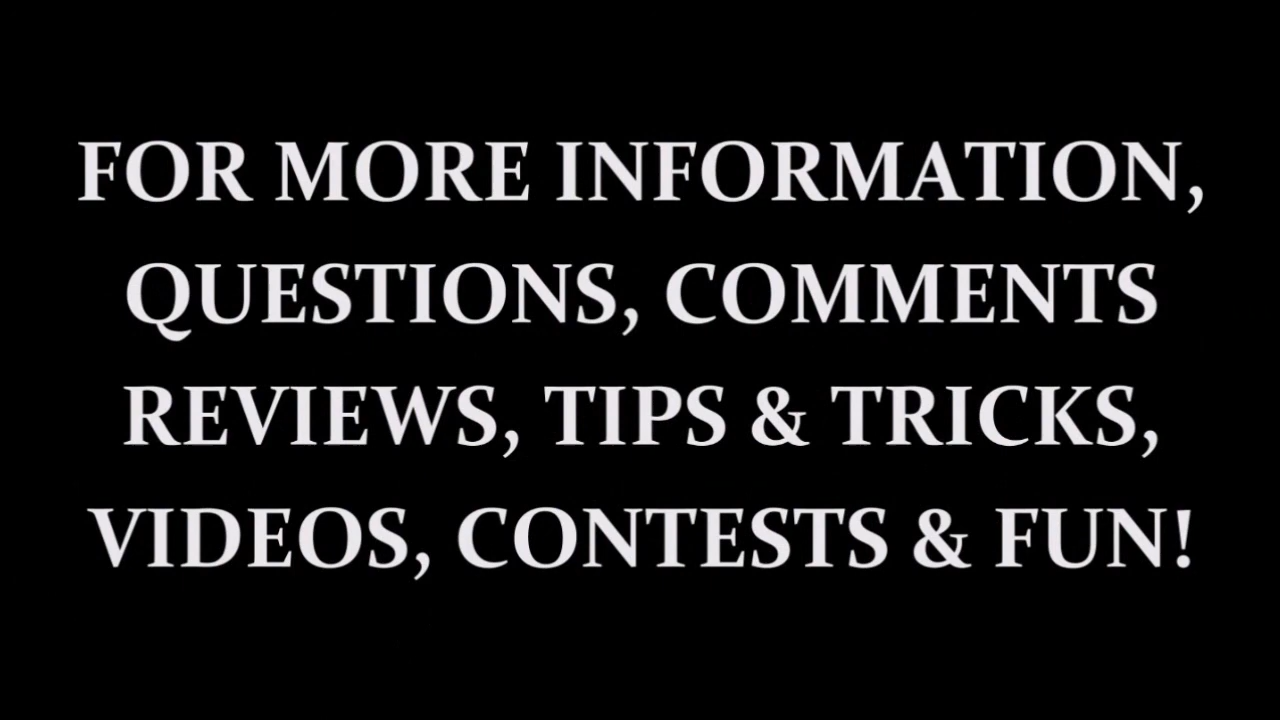 FOR MORE INFORMATION,
QUESTIONS, COMMENTS
REVIEWS, TIPS & TRICKS,
VIDEOS, CONTESTS & FUN!